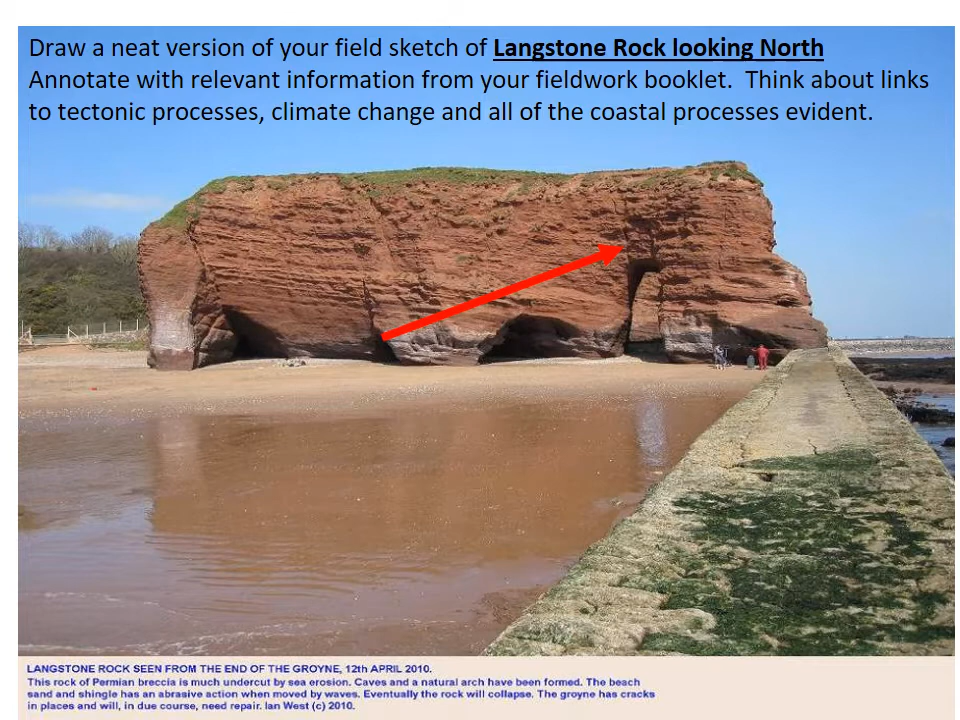 Draw a neat version of your field sketch of Langstone Rock looking North
Annotate with relevant information from your fieldwork booklet.  Think about links
to tectonic processes, climate change and all of the coastal processes evident.
LANGSTONE ROCK SEEN FROM THE END OF THE GROYNE, 12th APRIL 2010.
This rock of Permian breccia is much undercut by sea erosion. Caves and a natural arch have been formed. The beach
sand and shingle has an abrasive action when moved by waves. Eventually the rock will collapse. The groyne has cracks
in places and will, in due course, need repair. Ian West (c) 2010.